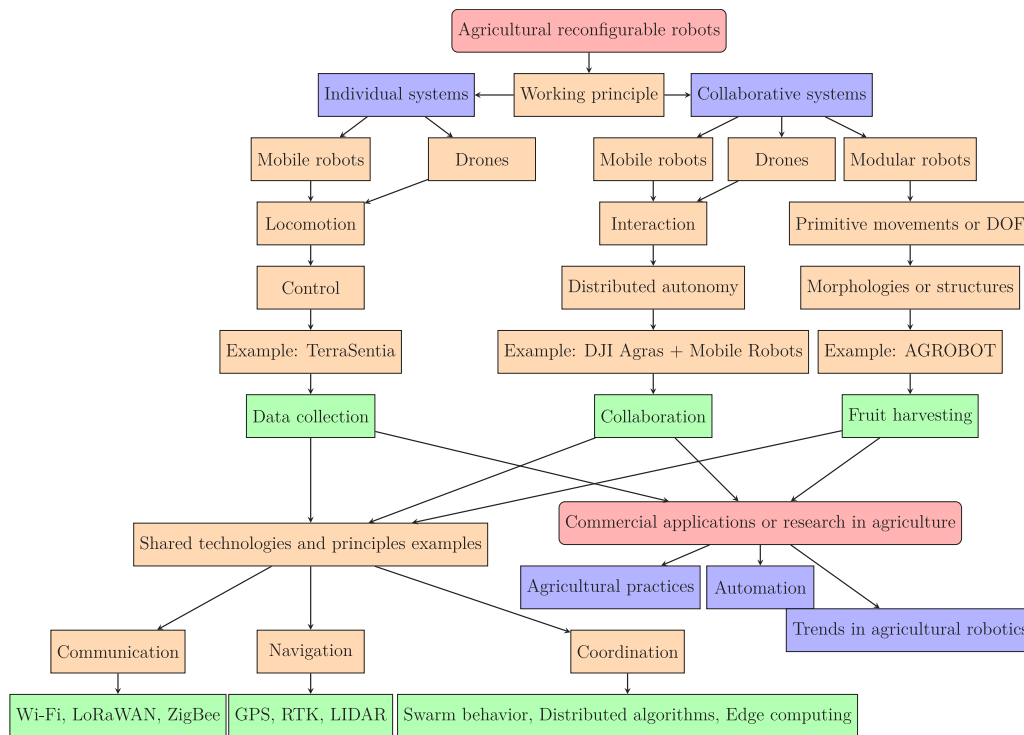 Agricultural reconfigurable robots
Individual systems
Working principle
Collaborative systems
Mobile robots
Drones
Mobile robots
Drones
Modular robots
Locomotion
Interaction
Primitive movements or DOF
Control
Distributed autonomy
Morphologies or structures
Example: TerraSentia
Example: DJI Agras + Mobile Robots
Example: AGROBOT
Data collection
Collaboration
Fruit harvesting
Commercial applications or research in agriculture
Shared technologies and principles examples
Agricultural practices
Automation
Trends in agricultural robotics
Communication
Navigation
Coordination
Wi-Fi, LoRaWAN, ZigBee
GPS, RTK, LIDAR
Swarm behavior, Distributed algorithms, Edge computing